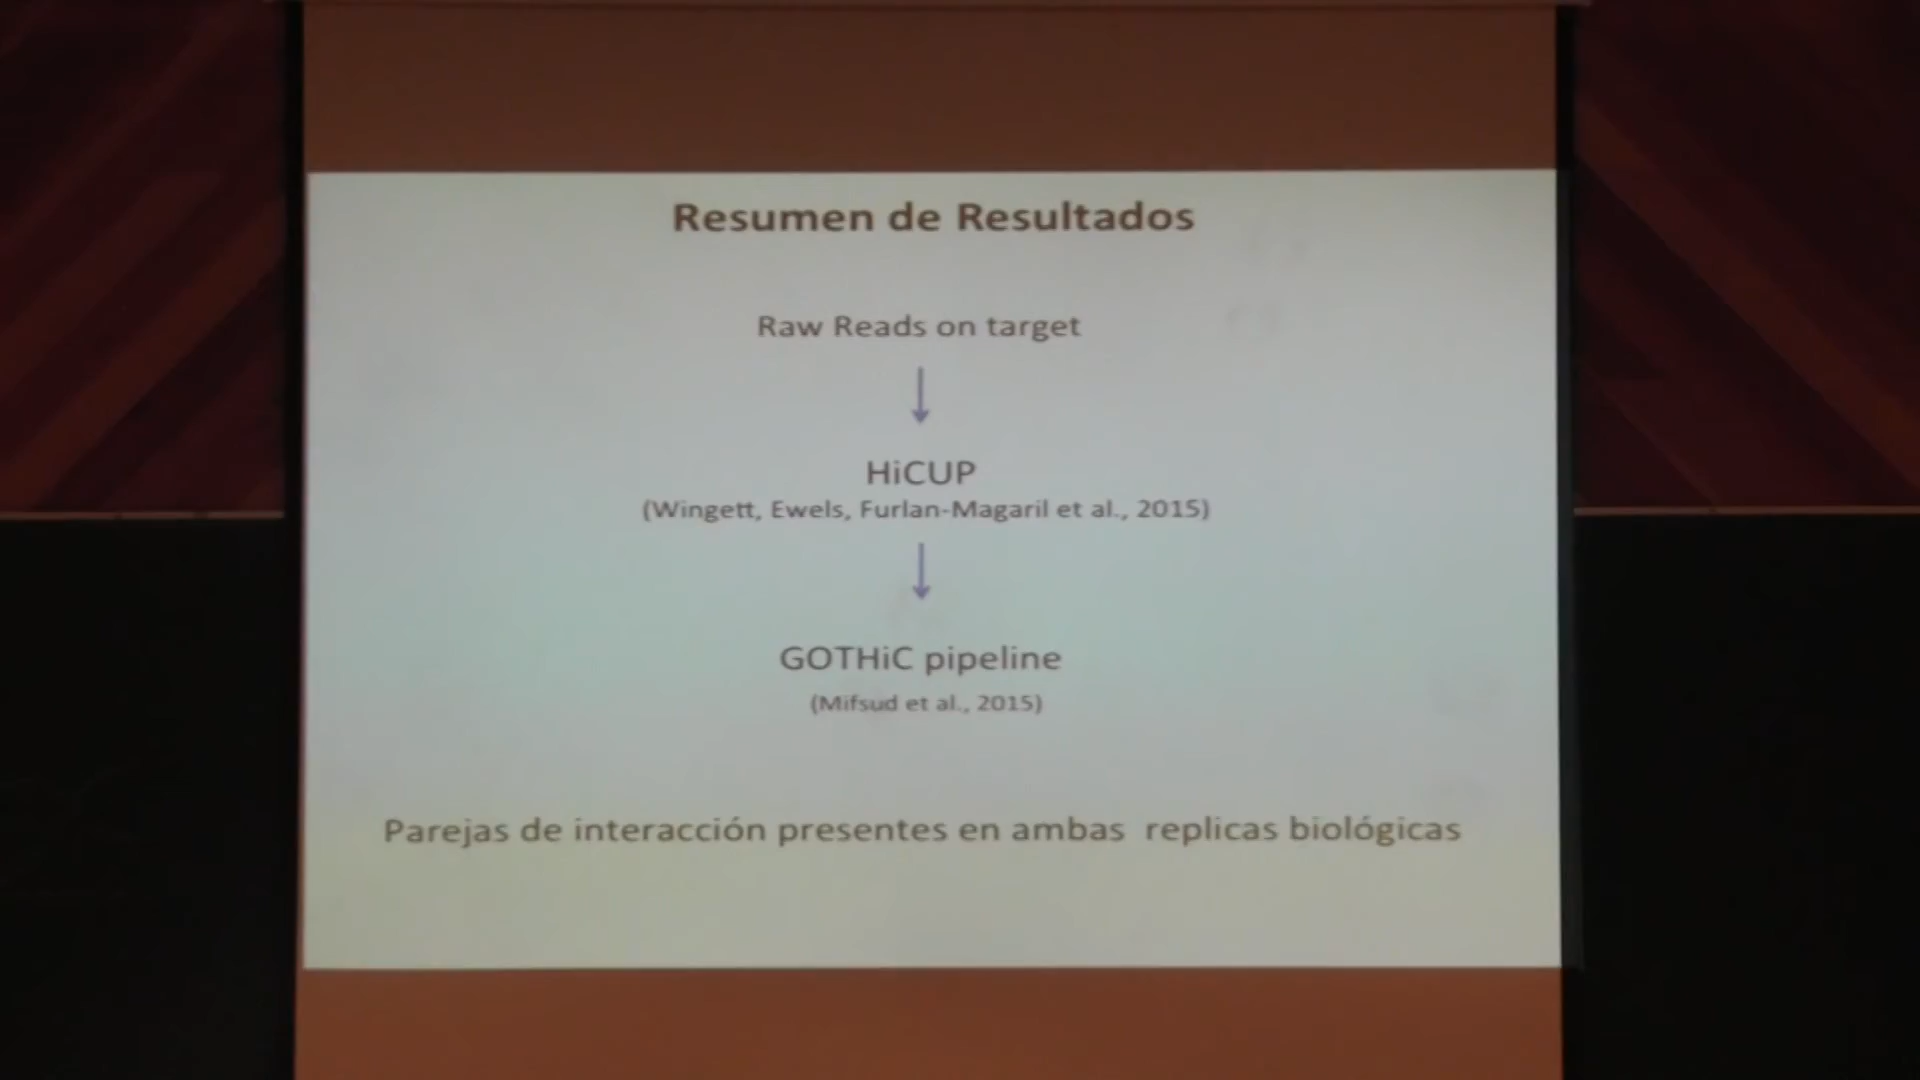 Resumen de Resultados
Raw Reads on target
HiCUP
(Wingett, Ewels, Furlan-Magaril et al., 2015)
GOTHiC pipeline
(Mifsud et al., 2015)
Parejas de interacción presentes en ambas replicas biológicas